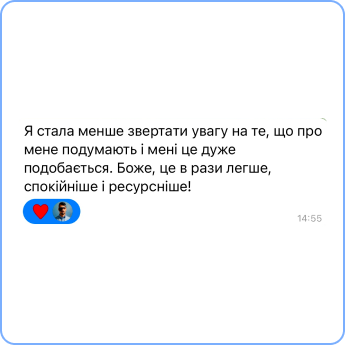 Я стала менше звертати увагу на те, що про
мене подумають і мені це дуже
подобається. Боже, це в рази легше,
спокійніше і ресурсніше!
14:55